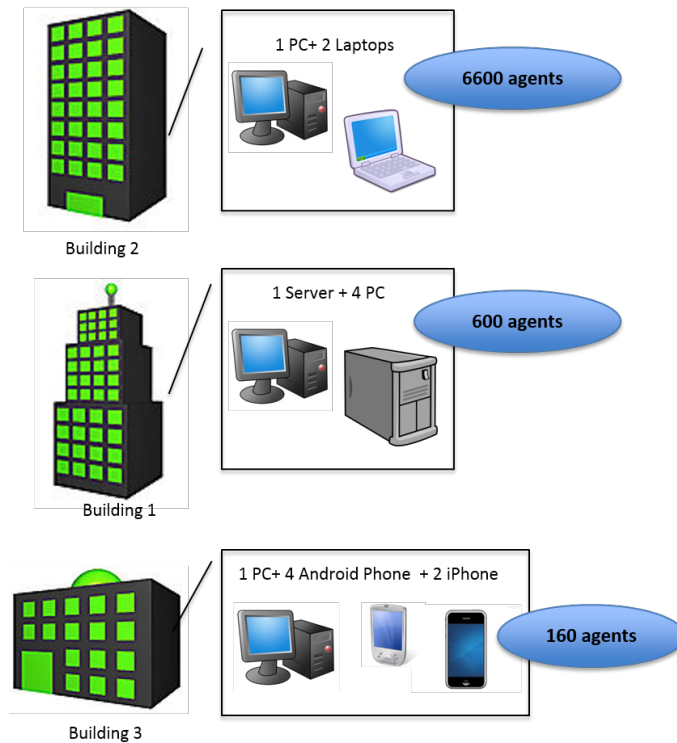 1 PC+ 2 Laptops
6600 agents
Building 2
1 Server + 4 PC
600 agents
Building 1
1 PC+ 4 Android Phone + 2 iPhone
160 agents
Building 3